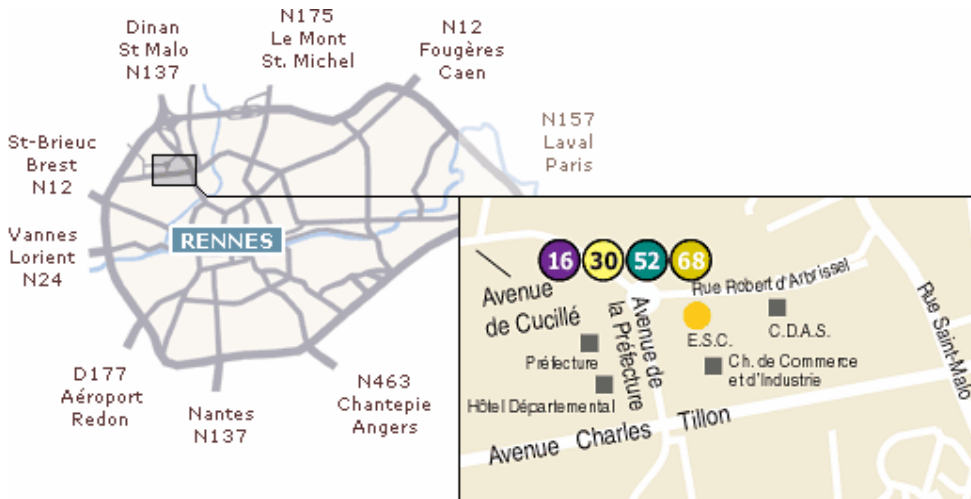 Dinan
St Malo
N137
N175
Le Mont
St. Michel
N12
Fougères
Caen
N157
Laval
Paris
St-Brieuc
Brest
N12
Vannes
Lorient
N24
RENNES
D177
Aéroport
Redon
Nantes
N137
N463
Chantepie
Angers
16 30 52 68
Avenue
de Cucillé
Avenue de
la Préfecture
Rue Robert d'Arbrissel
Rue Saint-Malo
E.S.C.
C.D.A.S.
Préfecture
Ch. de Commerce
et d'Industrie
Hôtel Départemental
Avenue Charles Tillon